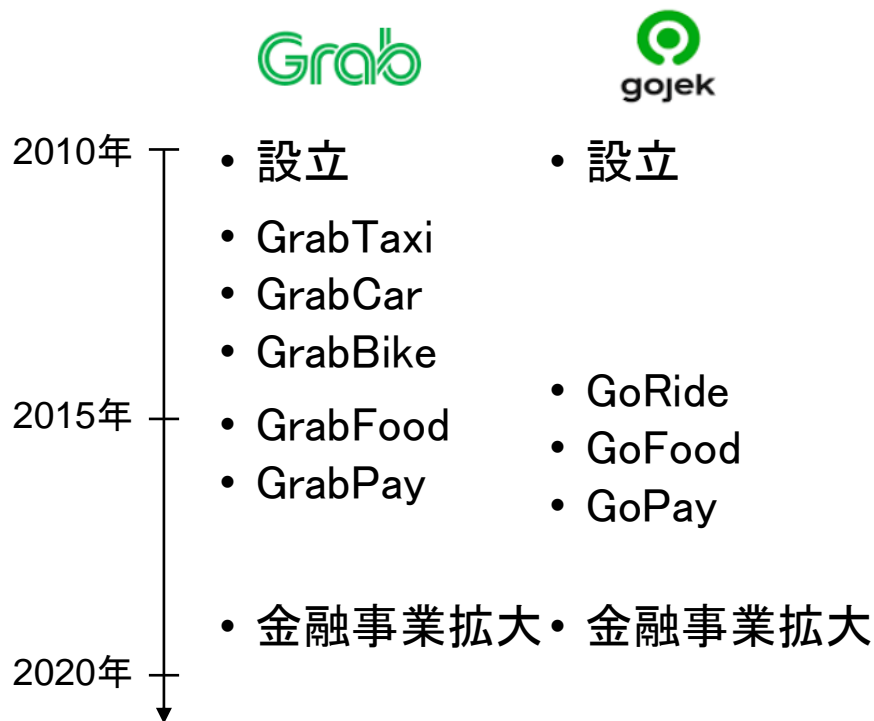 Grab
gojek
2010年
• 設立
• 設立
• GrabTaxi
• GrabCar
• GrabBike
• GoRide
2015年
• GrabFood
• GoFood
• GrabPay
• GoPay
• 金融事業拡大
• 金融事業拡大
2020年